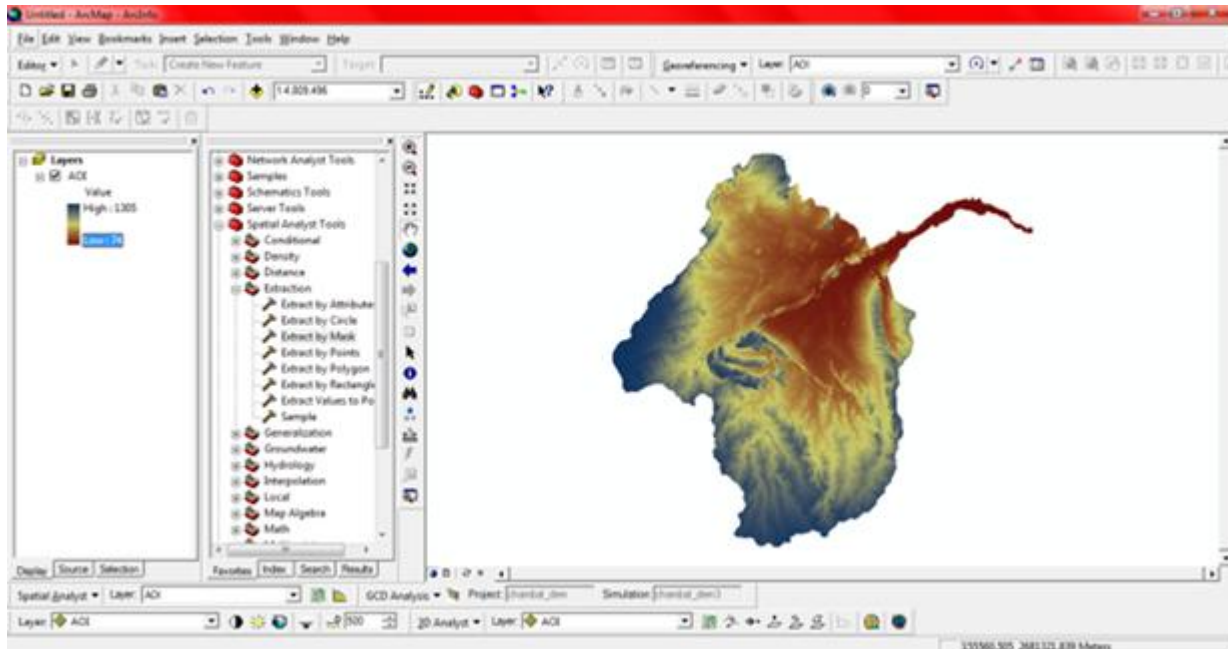 Untitled - ArcMap - ArcInfo
File Edit View Bookmarks Insert Selection Tools Window Help
Editor Task: Create New Feature Target: Georeferencing Layer: AOI
1:4,809,496
Layers
AOI
Value
High : 1305
Network Analyst Tools
Samples
Schematics Tools
Server Tools
Spatial Analyst Tools
Conditional
Density
Distance
Extraction
Extract by Attributes
Extract by Circle
Extract by Mask
Extract by Points
Extract by Polygon
Extract by Rectangle
Extract Values to Po
Sample
Generalization
Groundwater
Hydrology
Interpolation
Local
Map Algebra
Math
Display Source Selection
Favorites Index Search Results
Spatial Analyst Layer: AOI GCD Analysis Project: Simulation:
Layer: AOI 500 3D Analyst Layer: AOI
Meters